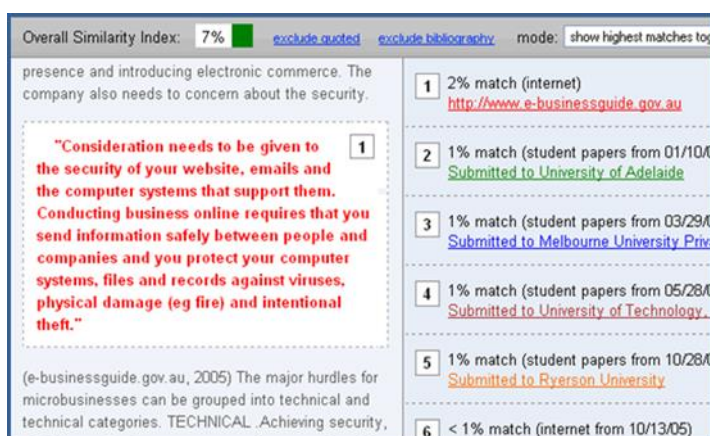 Overall Similarity Index: 7% exclude quoted exclude bibliography mode: show highest matches
presence and introducing electronic commerce. The
company also needs to concern about the security.
"Consideration needs to be given to 1
the security of your website, emails and
the computer systems that support them.
Conducting business online requires that you
send information safely between people and
companies and you protect your computer
systems, files and records against viruses,
physical damage (eg fire) and intentional
theft."
(e-businessguide.gov.au, 2005) The major hurdles for
microbusinesses can be grouped into technical and
technical categories. TECHNICAL .Achieving security,
1 2% match (internet)
http://www.e-businessguide.gov.au
2 1% match (student papers from 01/10/0
Submitted to University of Adelaide
3 1% match (student papers from 03/29/0
Submitted to Melbourne University Priv
4 1% match (student papers from 05/28/0
Submitted to University of Technology,
5 1% match (student papers from 10/28/0
Submitted to Ryerson University
6 < 1% match (internet from 10/13/05)